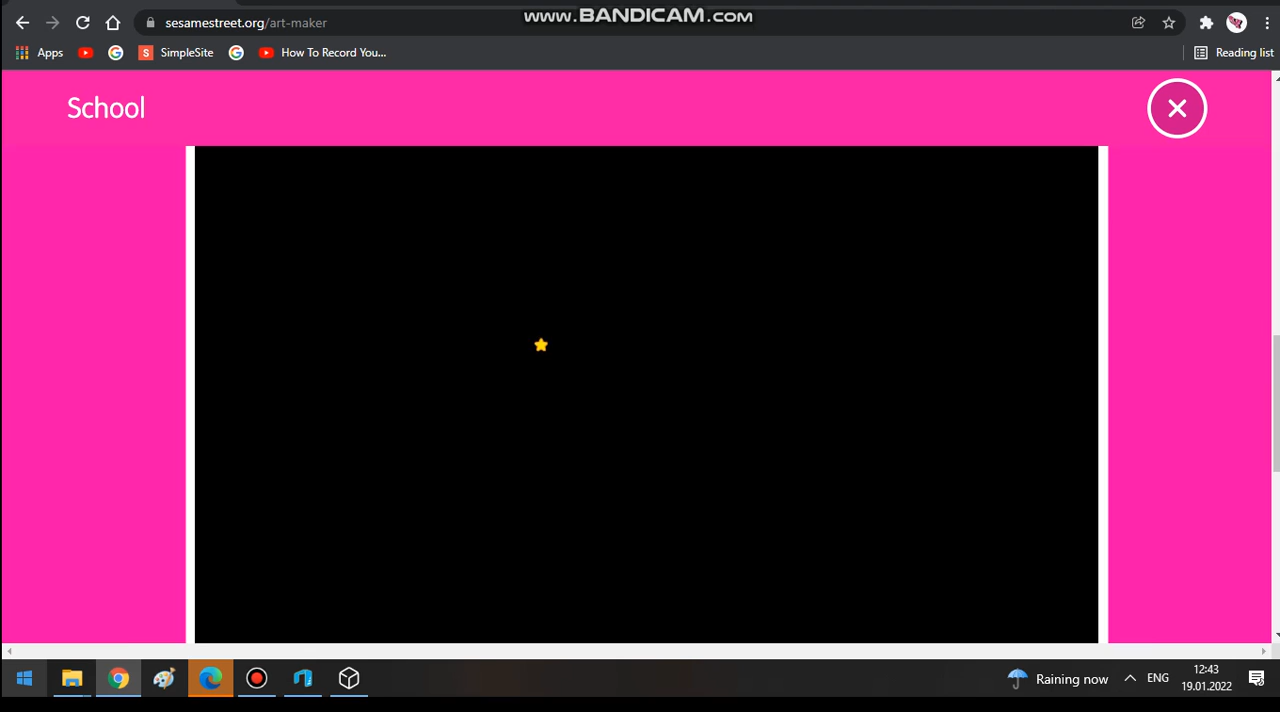 www.BANDICAM.com
sesamestreet.org/art-maker
Apps
S SimpleSite
How To Record You...
Reading list
School
Raining now
ENG
12:43
19.01.2022